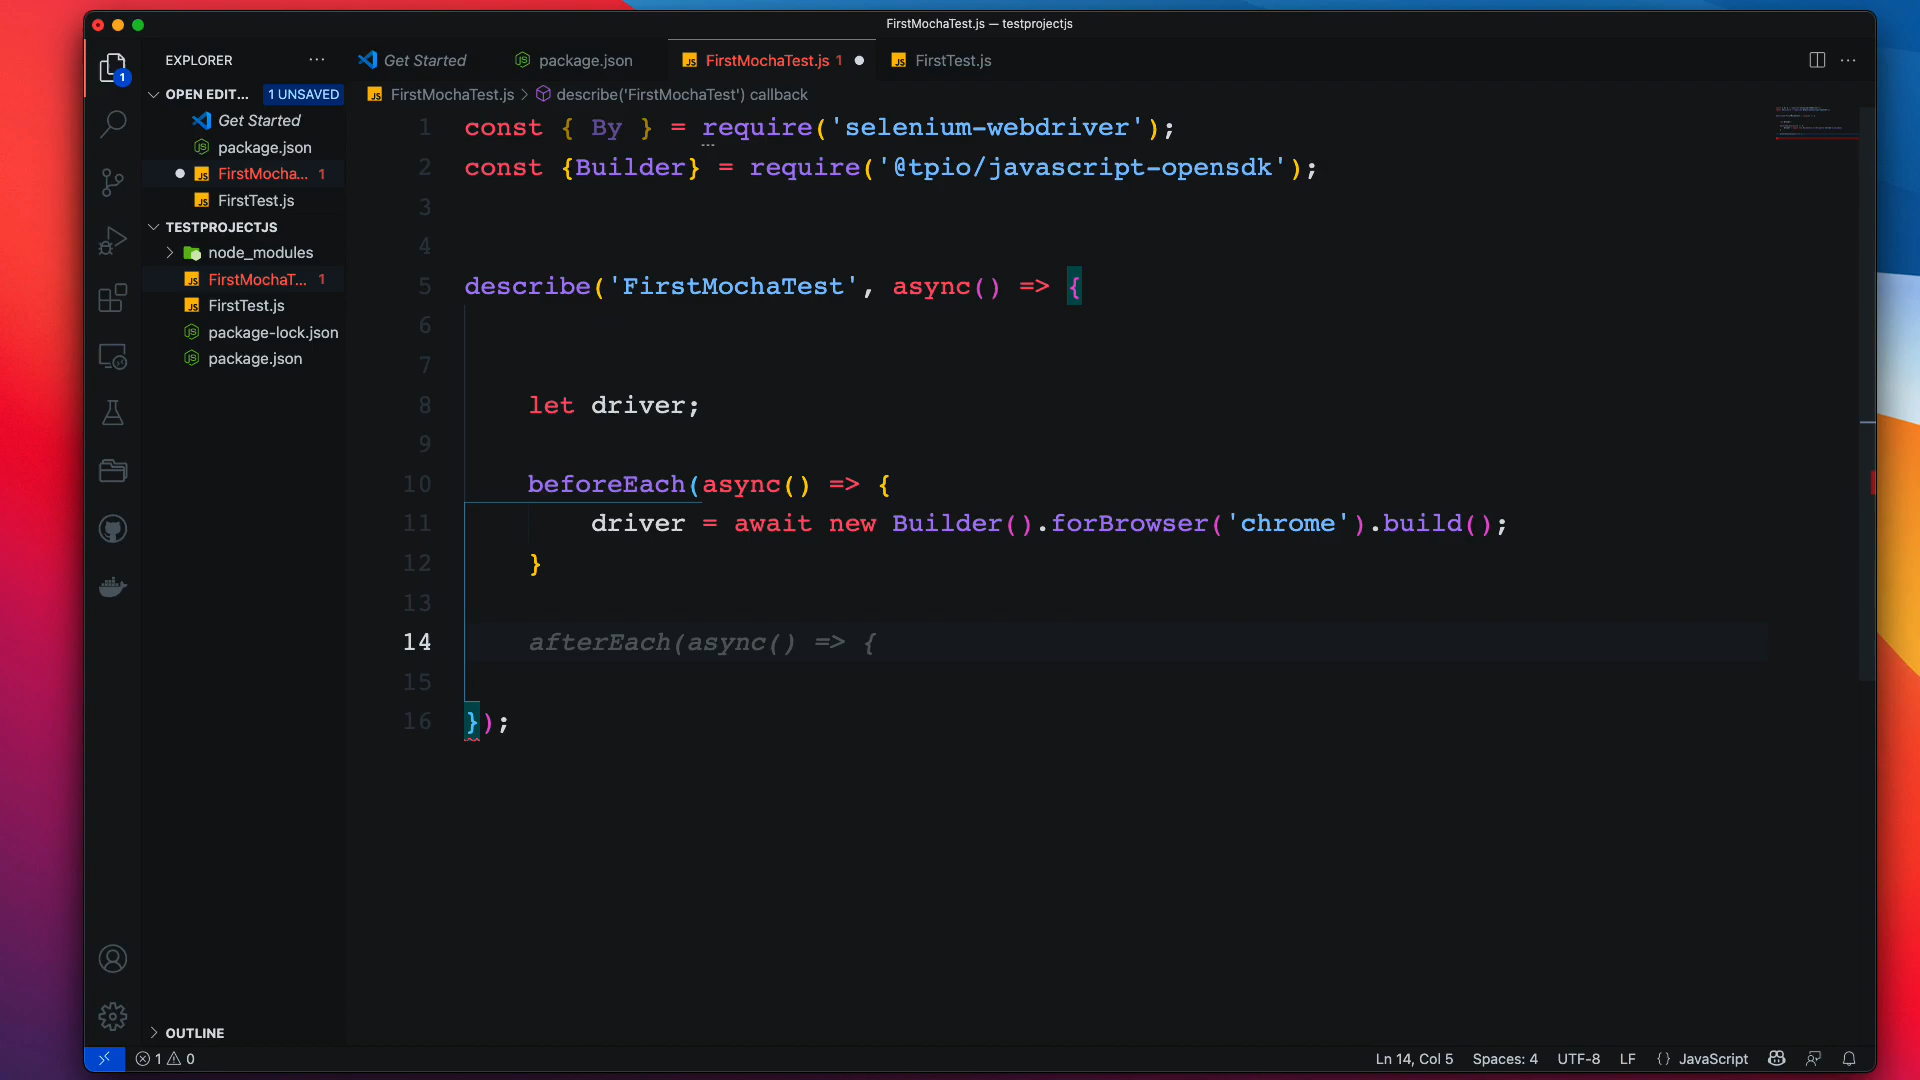 FirstMochaTest.js — testprojectjs
EXPLORER
Get Started
package.json
FirstMochaTest.js 1
FirstTest.js
OPEN EDIT... 1 UNSAVED
Get Started
package.json
FirstMocha... 1
FirstTest.js
TESTPROJECTJS
node_modules
FirstMochaT... 1
FirstTest.js
package-lock.json
package.json
OUTLINE
FirstMochaTest.js > describe('FirstMochaTest') callback
1 const { By } = require('selenium-webdriver');
2 const {Builder} = require('@tpio/javascript-opensdk');
3
4
5 describe('FirstMochaTest', async() => {
6
7
8 let driver;
9
10 beforeEach(async() => {
11 driver = await new Builder().forBrowser('chrome').build();
12 }
13
14 afterEach(async() => {
15
16 });
1 0
Ln 14, Col 5
Spaces: 4
UTF-8
LF
{} JavaScript